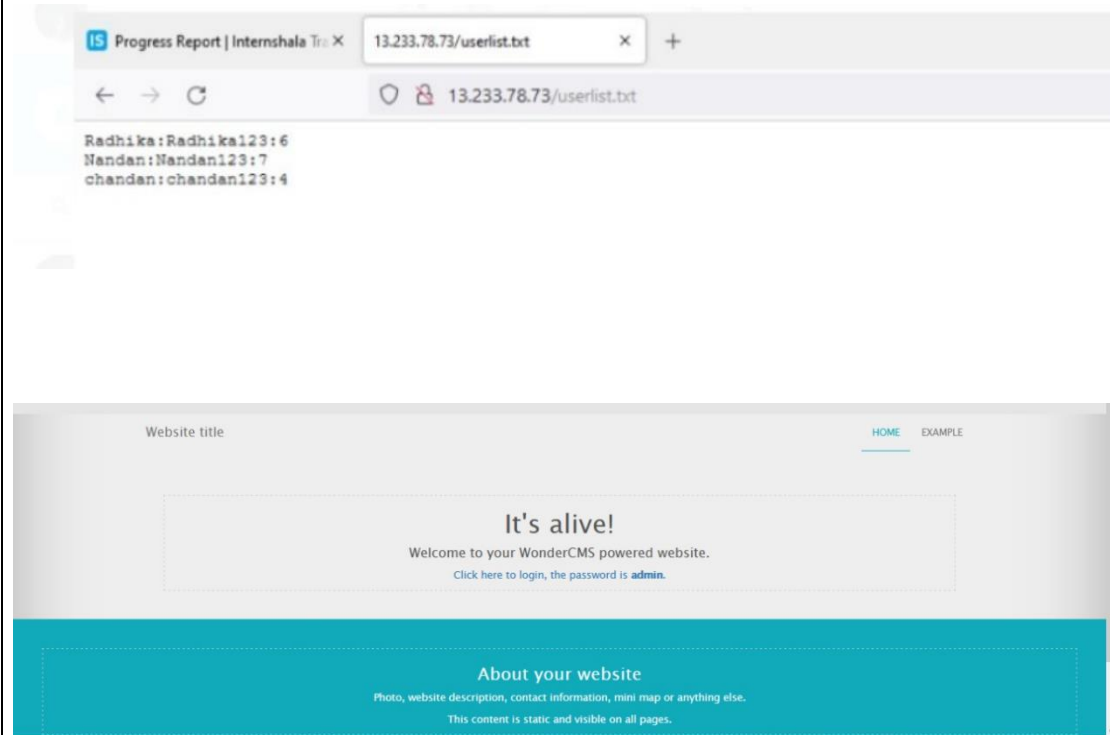 IS Progress Report | Internshala Tra
13.233.78.73/userlist.txt
13.233.78.73/userlist.txt
Radhika:Radhika123:6
Nandan:Nandan123:7
chandan:chandan123:4
Website title
HOME EXAMPLE
It's alive!
Welcome to your WonderCMS powered website.
Click here to login, the password is admin.
About your website
Photo, website description, contact information, mini map or anything else.
This content is static and visible on all pages.